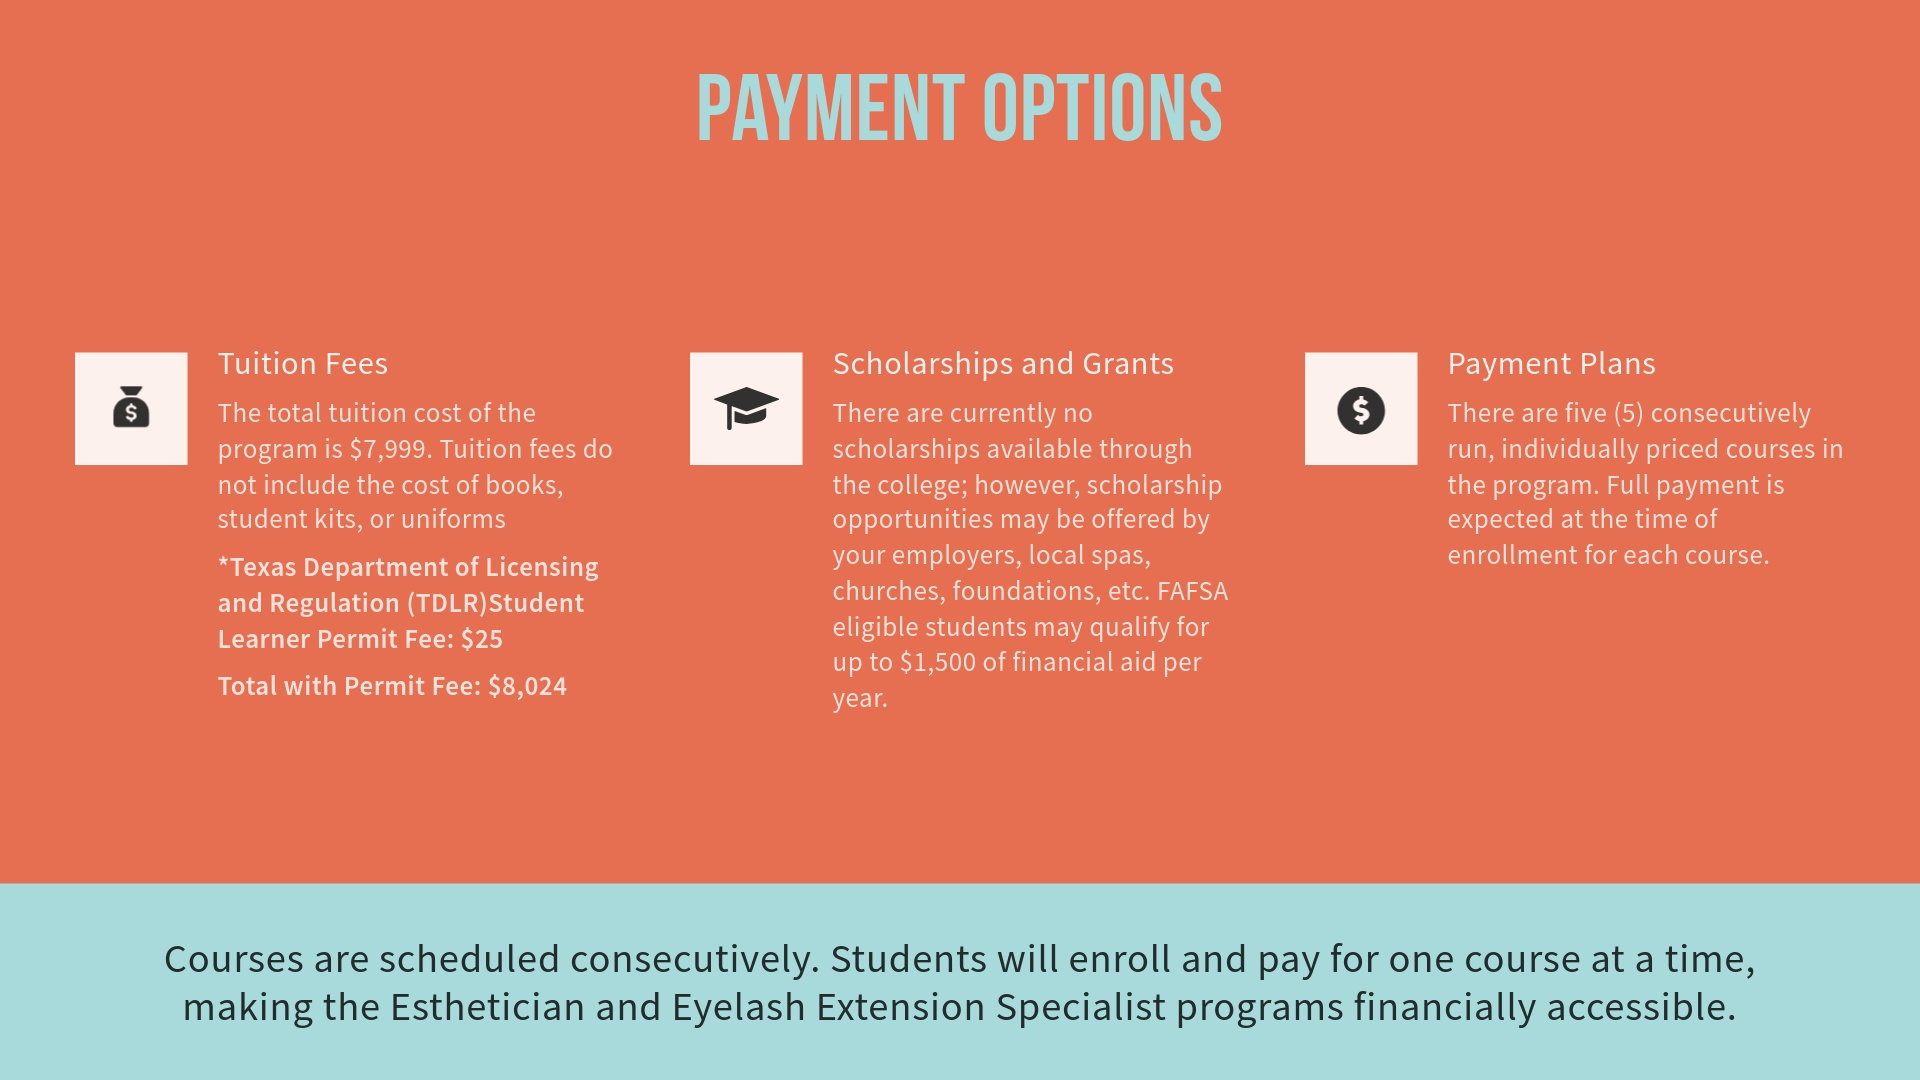 PAYMENT OPTIONS
Tuition Fees
The total tuition cost of the
program is $7,999. Tuition fees do
not include the cost of books,
student kits, or uniforms
*Texas Department of Licensing
and Regulation (TDLR)Student
Learner Permit Fee: $25
Total with Permit Fee: $8,024
Scholarships and Grants
There are currently no
scholarships available through
the college; however, scholarship
opportunities may be offered by
your employers, local spas,
churches, foundations, etc. FAFSA
eligible students may qualify for
up to $1,500 of financial aid per
year.
Payment Plans
There are five (5) consecutively
run, individually priced courses in
the program. Full payment is
expected at the time of
enrollment for each course.
Courses are scheduled consecutively. Students will enroll and pay for one course at a time,
making the Esthetician and Eyelash Extension Specialist programs financially accessible.